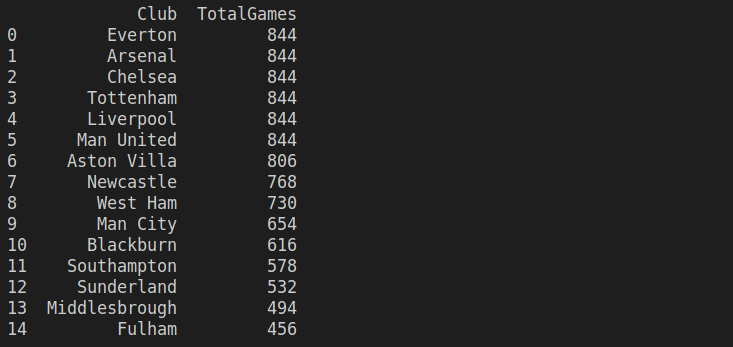 Club TotalGames
0 Everton 844
1 Arsenal 844
2 Chelsea 844
3 Tottenham 844
4 Liverpool 844
5 Man United 844
6 Aston Villa 806
7 Newcastle 768
8 West Ham 730
9 Man City 654
10 Blackburn 616
11 Southampton 578
12 Sunderland 532
13 Middlesbrough 494
14 Fulham 456